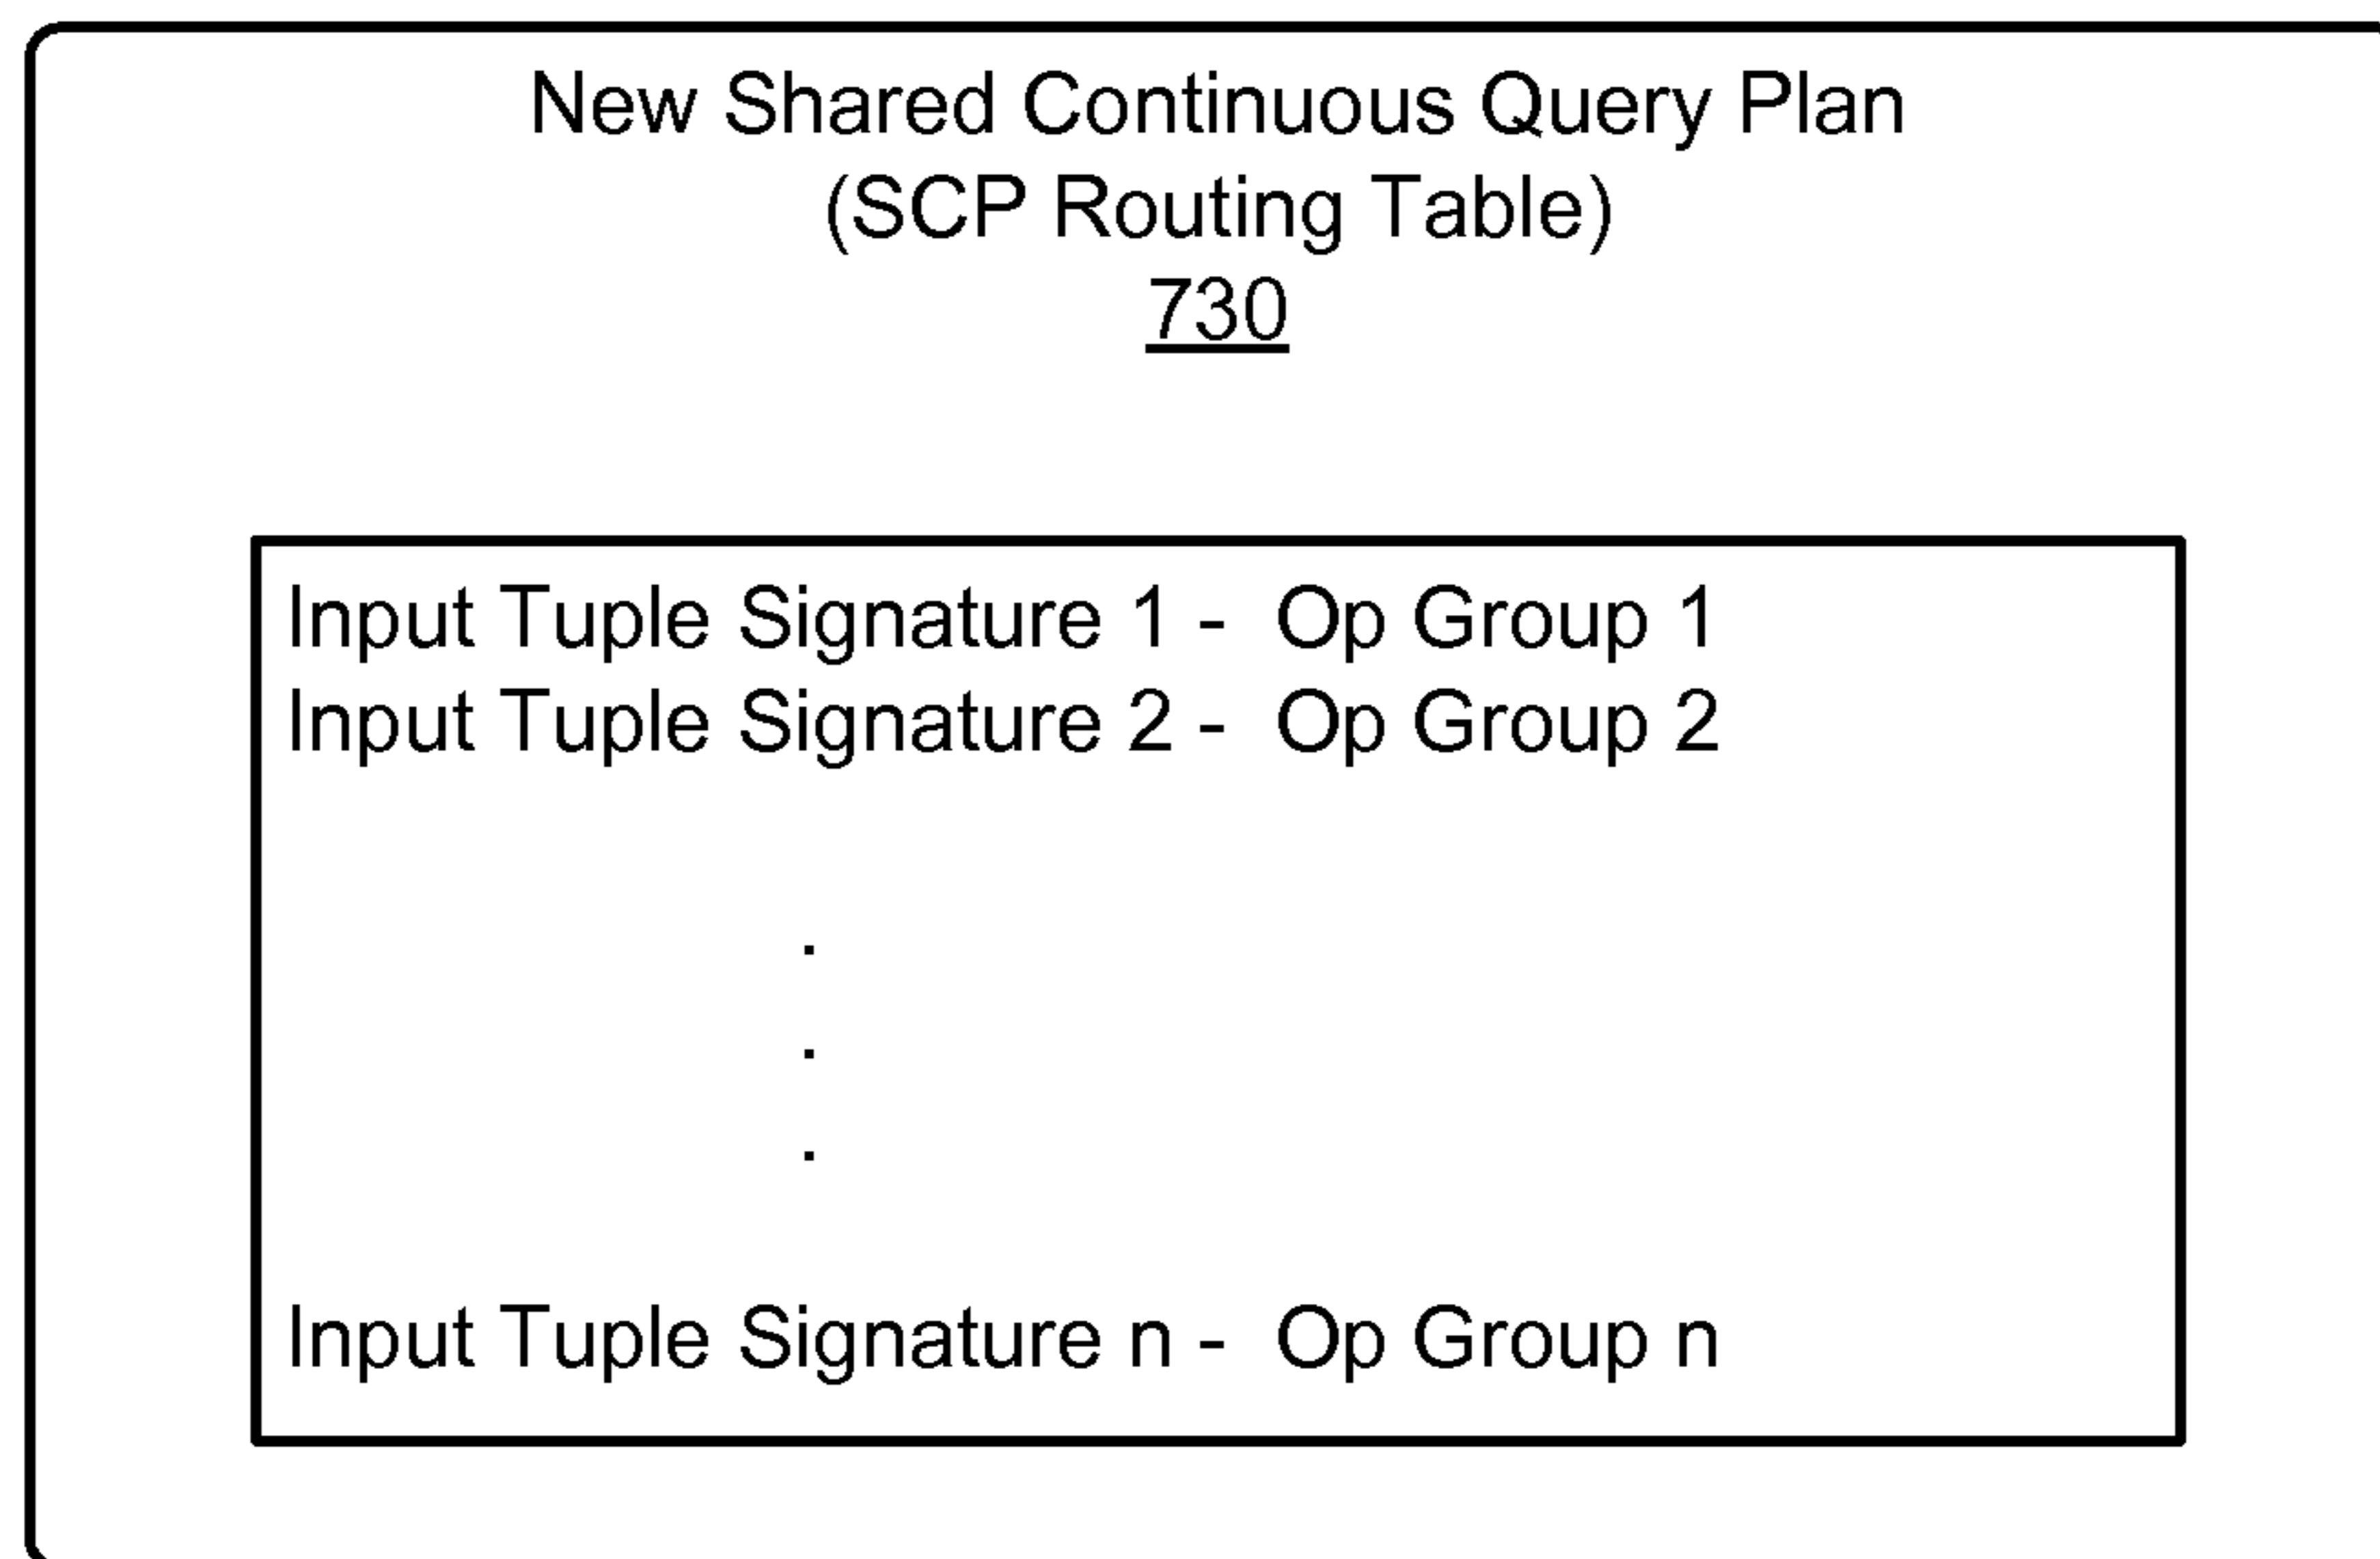 New Shared Continuous Query Plan
(SCP Routing Table)
730
Input Tuple Signature 1 - Op Group 1
Input Tuple Signature 2 - Op Group 2
.
.
.
Input Tuple Signature n - Op Group n